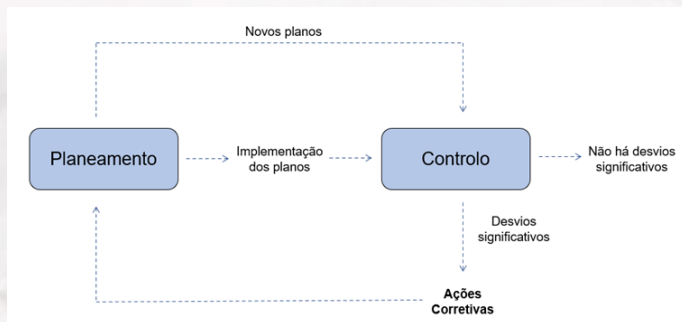 Novos planos
Planeamento
Implementação
dos planos
Controlo
Não há desvios
significativos
Desvios
significativos
Ações
Corretivas